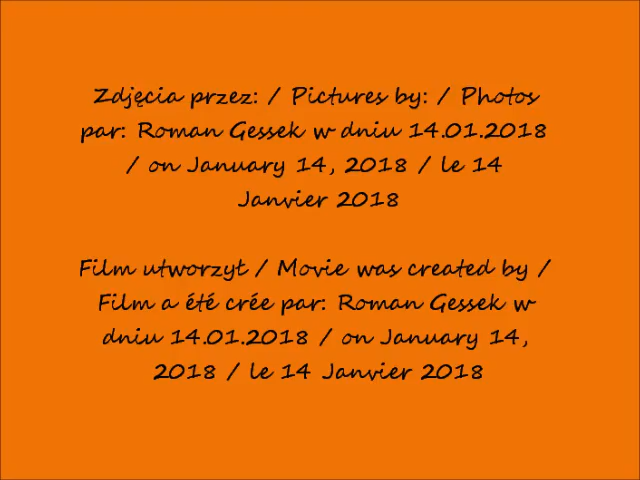 Zdjęcia przez: / Pictures by: / Photos
par: Roman Gessek w dniu 14.01.2018
/ on January 14, 2018 / le 14
Janvier 2018
Film utworzył / Movie was created by /
Film a été crée par: Roman Gessek w
dniu 14.01.2018 / on January 14,
2018 / le 14 Janvier 2018